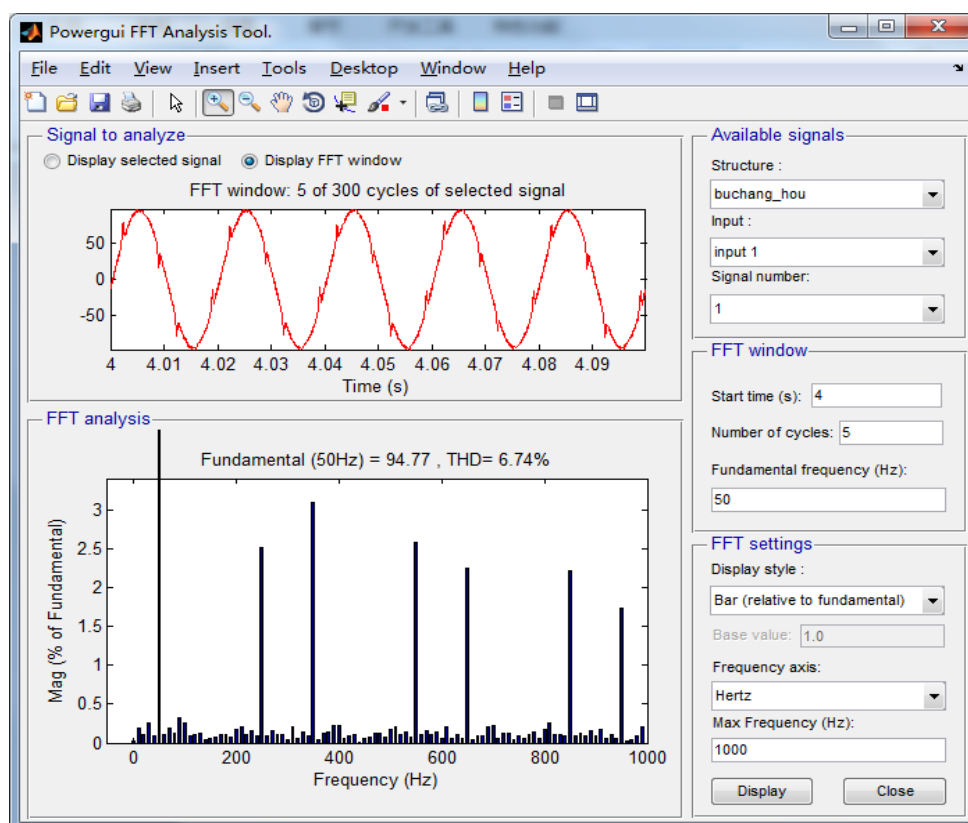 Powergui FFT Analysis Tool.
File Edit View Insert Tools Desktop Window Help
Signal to analyze
Display selected signal Display FFT window
FFT window: 5 of 300 cycles of selected signal
50
0
-50
4 4.01 4.02 4.03 4.04 4.05 4.06 4.07 4.08 4.09
Time (s)
FFT analysis
Fundamental (50Hz) = 94.77 , THD= 6.74%
3
2.5
2
1.5
1
0.5
0
Mag (% of Fundamental)
0 200 400 600 800 1000
Frequency (Hz)
Available signals
Structure :
buchang_hou
Input :
input 1
Signal number:
1
FFT window
Start time (s): 4
Number of cycles: 5
Fundamental frequency (Hz):
50
FFT settings
Display style :
Bar (relative to fundamental)
Base value: 1.0
Frequency axis:
Hertz
Max Frequency (Hz):
1000
Display Close